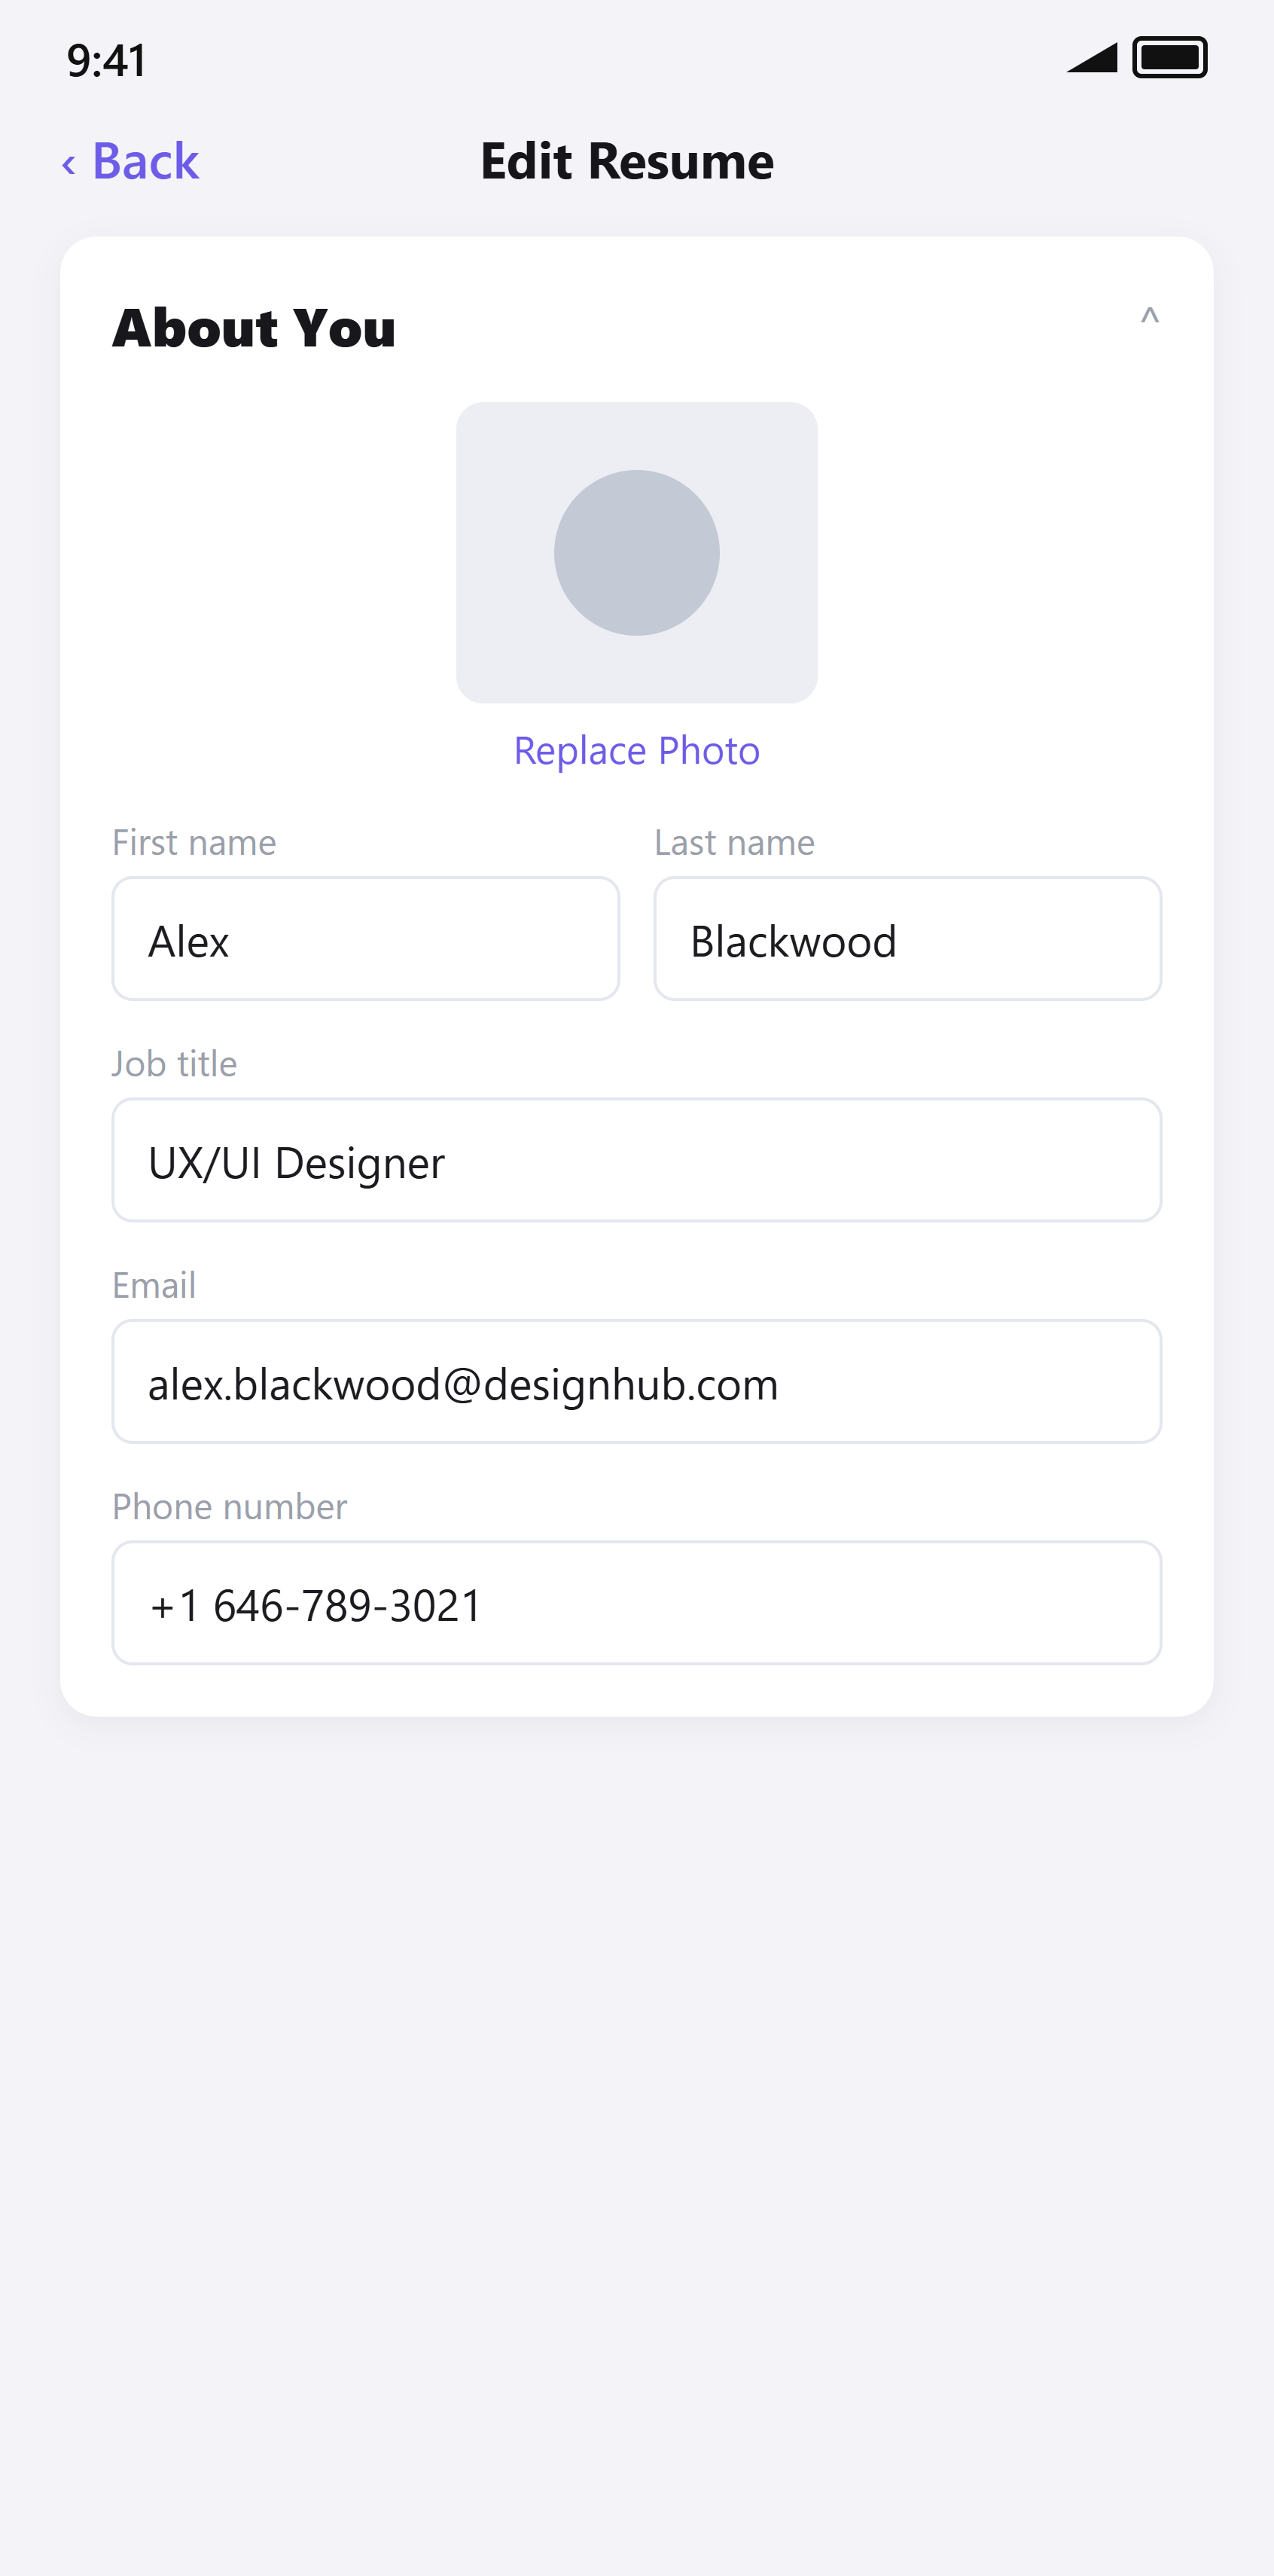 9:41
‹ Back
Edit Resume
About You
^
Replace Photo
First name
Last name
Alex
Blackwood
Job title
UX/UI Designer
Email
alex.blackwood@designhub.com
Phone number
+1 646-789-3021